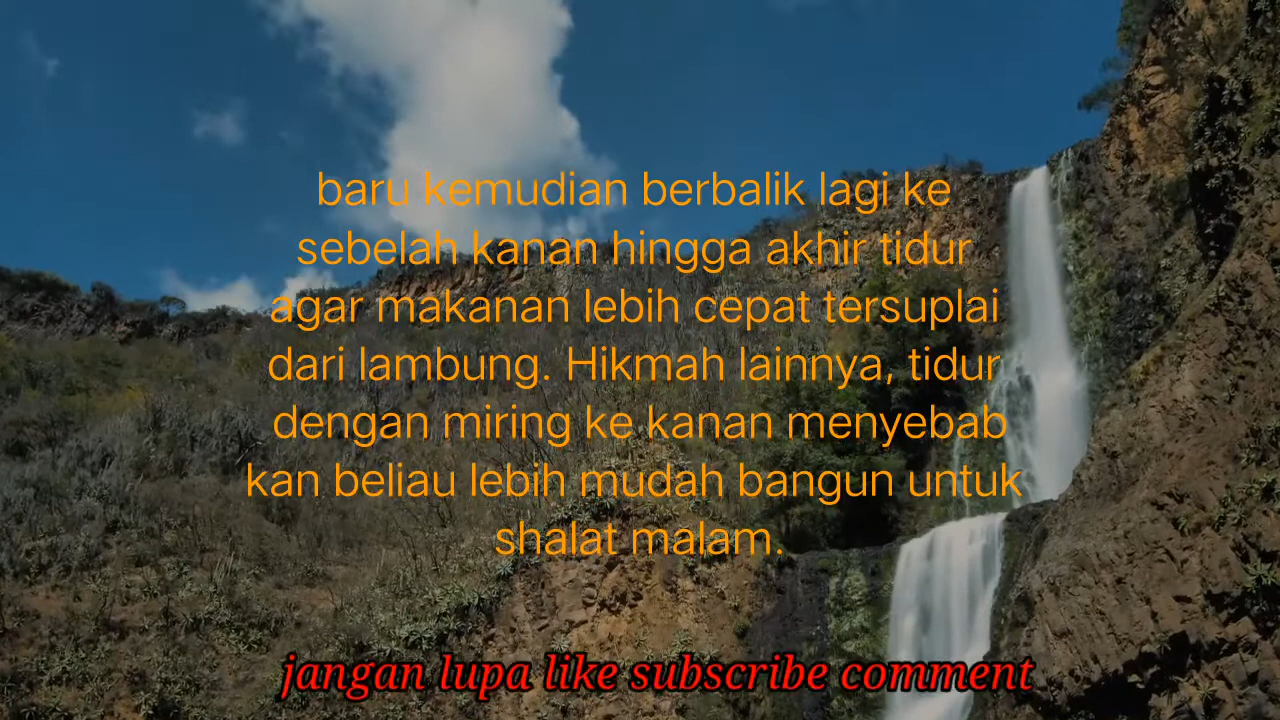 baru kemudian berbalik lagi ke
sebelah kanan hingga akhir tidur
agar makanan lebih cepat tersuplai
dari lambung. Hikmah lainnya, tidur
dengan miring ke kanan menyebab
kan beliau lebih mudah bangun untuk
shalat malam.
jangan lupa like subscribe comment